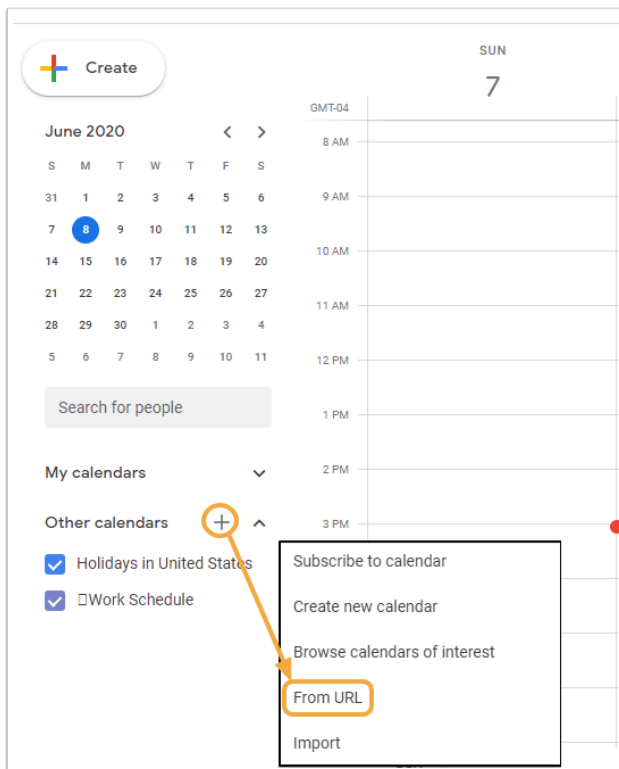 Create
June 2020
S M T W T F S
31 1 2 3 4 5 6
7 8 9 10 11 12 13
14 15 16 17 18 19 20
21 22 23 24 25 26 27
28 29 30 1 2 3 4
5 6 7 8 9 10 11
Search for people
My calendars
Other calendars
Holidays in United States
Work Schedule
SUN
7
GMT-04
8 AM
9 AM
10 AM
11 AM
12 PM
1 PM
2 PM
3 PM
Subscribe to calendar
Create new calendar
Browse calendars of interest
From URL
Import